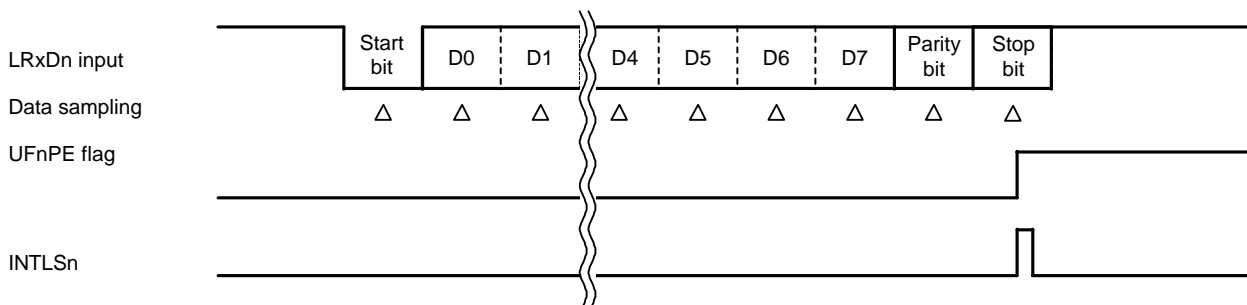 LRxDn input
Start bit
D0
D1
D4
D5
D6
D7
Parity bit
Stop bit
Data sampling
UFnPE flag
INTLSn